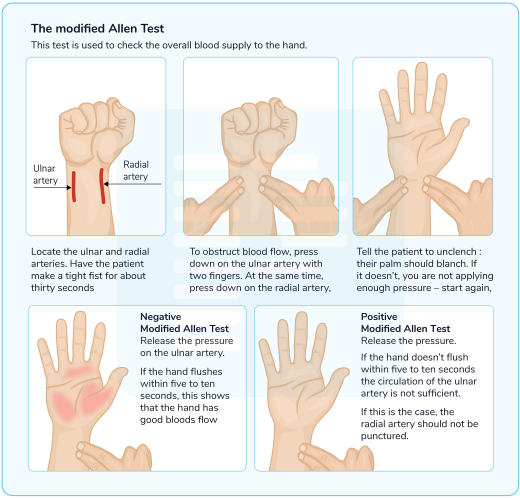 The modified Allen Test
This test is used to check the overall blood supply to the hand.
Ulnar
artery
Radial
artery
Locate the ulnar and radial
arteries. Have the patient
make a tight fist for about
thirty seconds
To obstruct blood flow, press
down on the ulnar artery with
two fingers. At the same time,
press down on the radial artery,
Tell the patient to unclench :
their palm should blanch. If
it doesn't, you are not applying
enough pressure – start again,
Negative
Modified Allen Test
Release the pressure
on the ulnar artery.
If the hand flushes
within five to ten
seconds, this shows
that the hand has
good bloods flow
Positive
Modified Allen Test
Release the pressure.
If the hand doesn't flush
within five to ten seconds
the circulation of the ulnar
artery is not sufficient.
If this is the case, the
radial artery should not be
punctured.